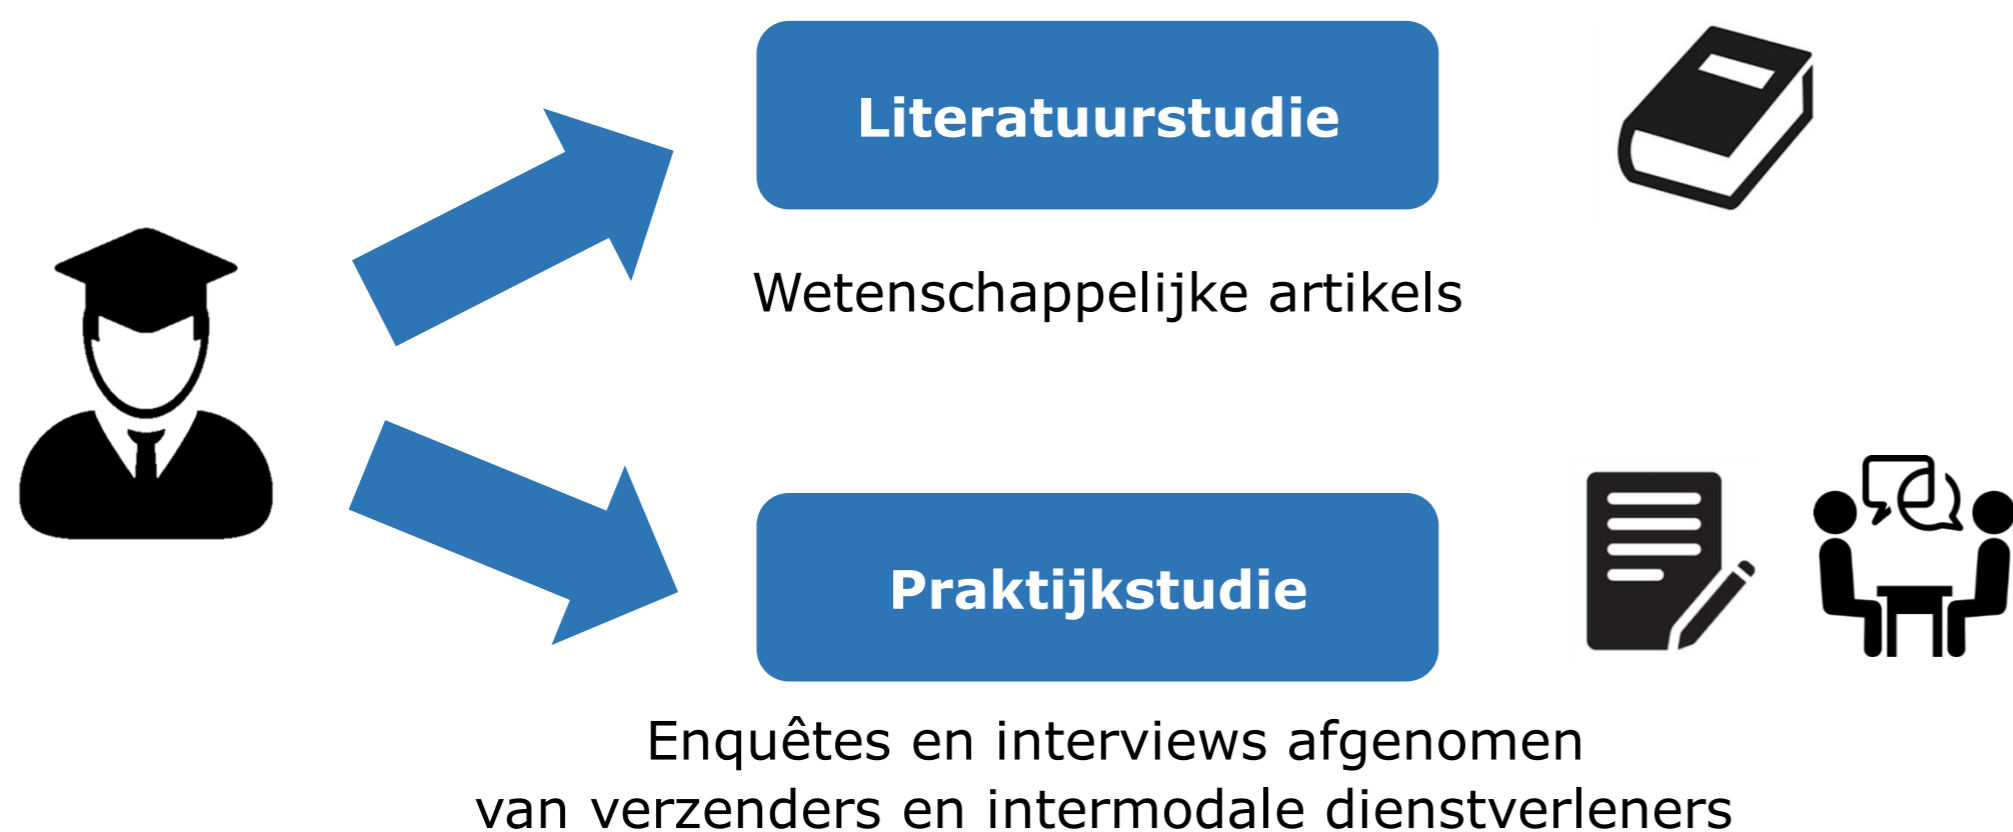 Literatuurstudie
Wetenschappelijke artikels
Praktijkstudie
Enquêtes en interviews afgenomen
van verzenders en intermodale dienstverleners